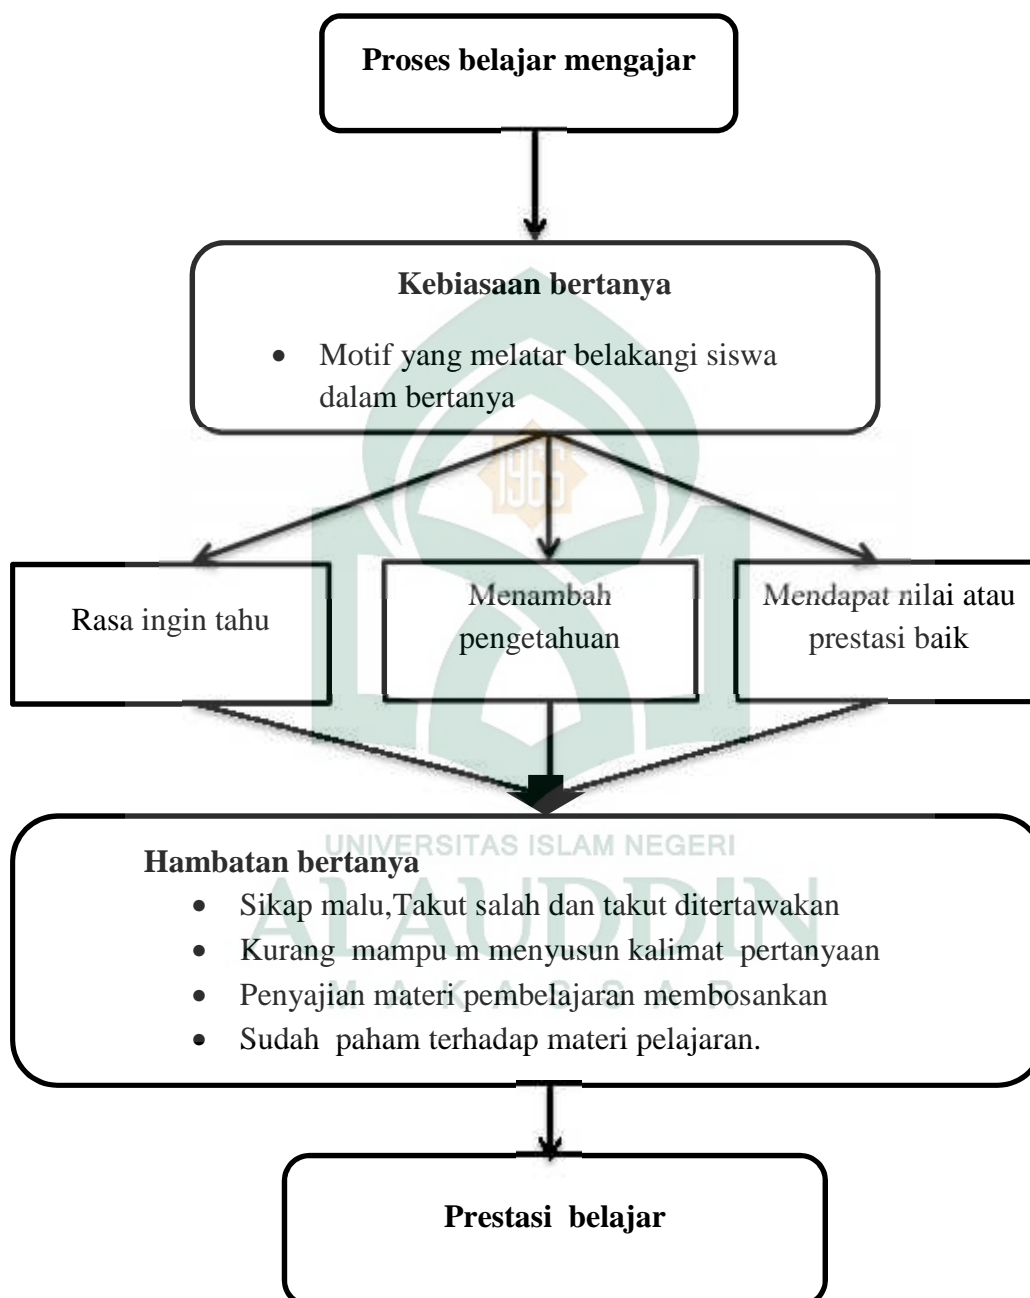 Proses belajar mengajar
Kebiasaan bertanya
• Motif yang melatar belakangi siswa
dalam bertanya
1965
Rasa ingin tahu
Menambah
pengetahuan
Mendapat nilai atau
prestasi baik
UNIVERSITAS ISLAM NEGERI
Hambatan bertanya
• Sikap malu,Takut salah dan takut ditertawakan
ALAUDDIN
• Kurang mampu m menyusun kalimat pertanyaan
• Penyajian materi pembelajaran membosankan
MAKASSAR
• Sudah paham terhadap materi pelajaran.
Prestasi belajar